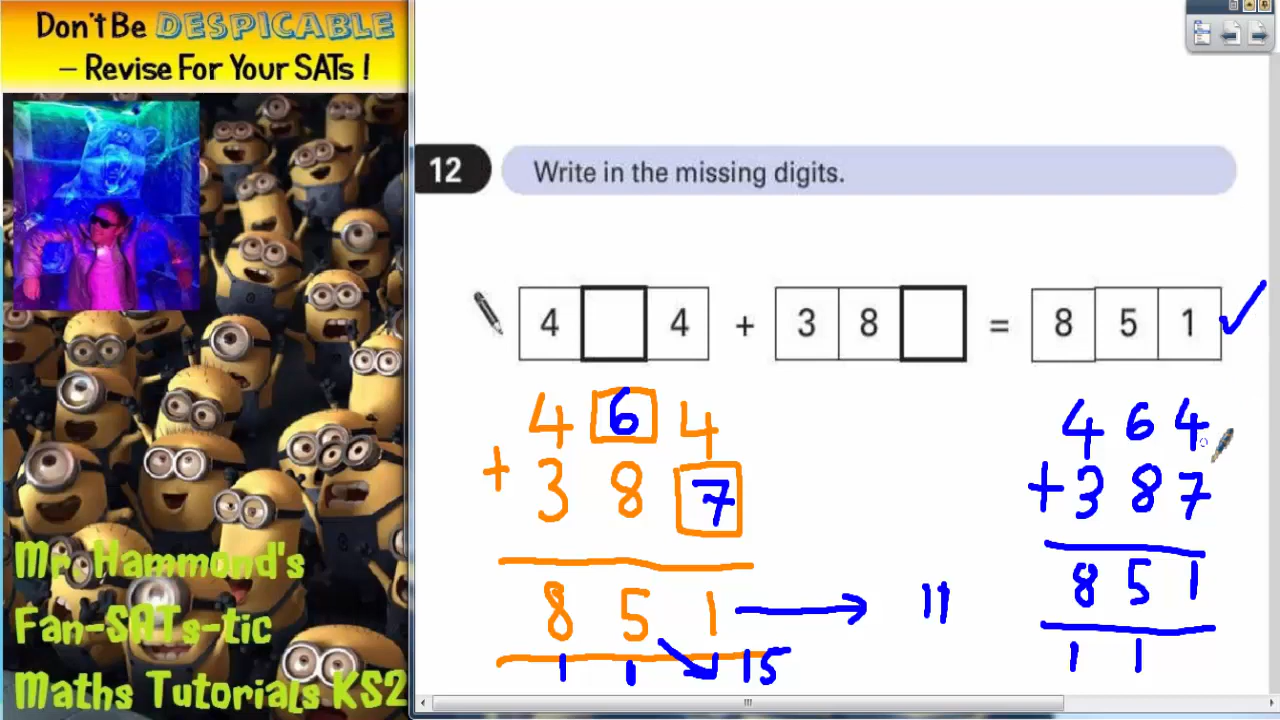 Don't Be DESPICABLE
– Revise For Your SATs !
Mr. Hammond's
Fan-SATs-tic
Maths Tutorials KS2
12 Write in the missing digits.
4 4 + 3 8 = 8 5 1 ✓
4 6 4
+ 3 8 7
8 5 1 → 11
1 1 15
4 6 4
+ 3 8 7
8 5 1
1 1